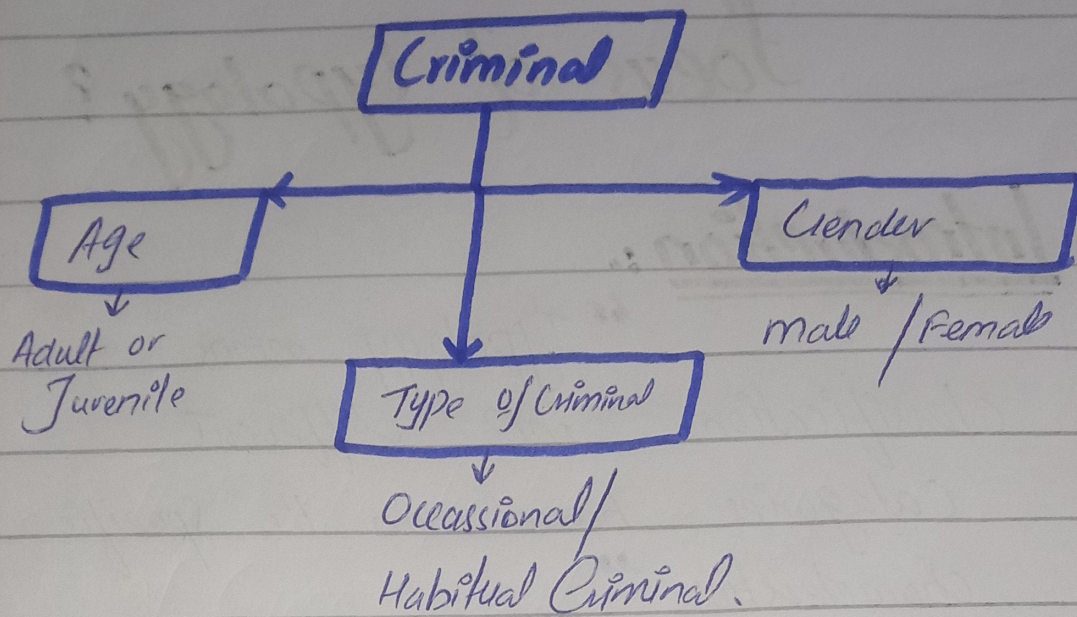 Criminal
Age
Gender
Adult or
Juvenile
male / Female
Type of Criminal
Occassional/
Habitual Criminal.